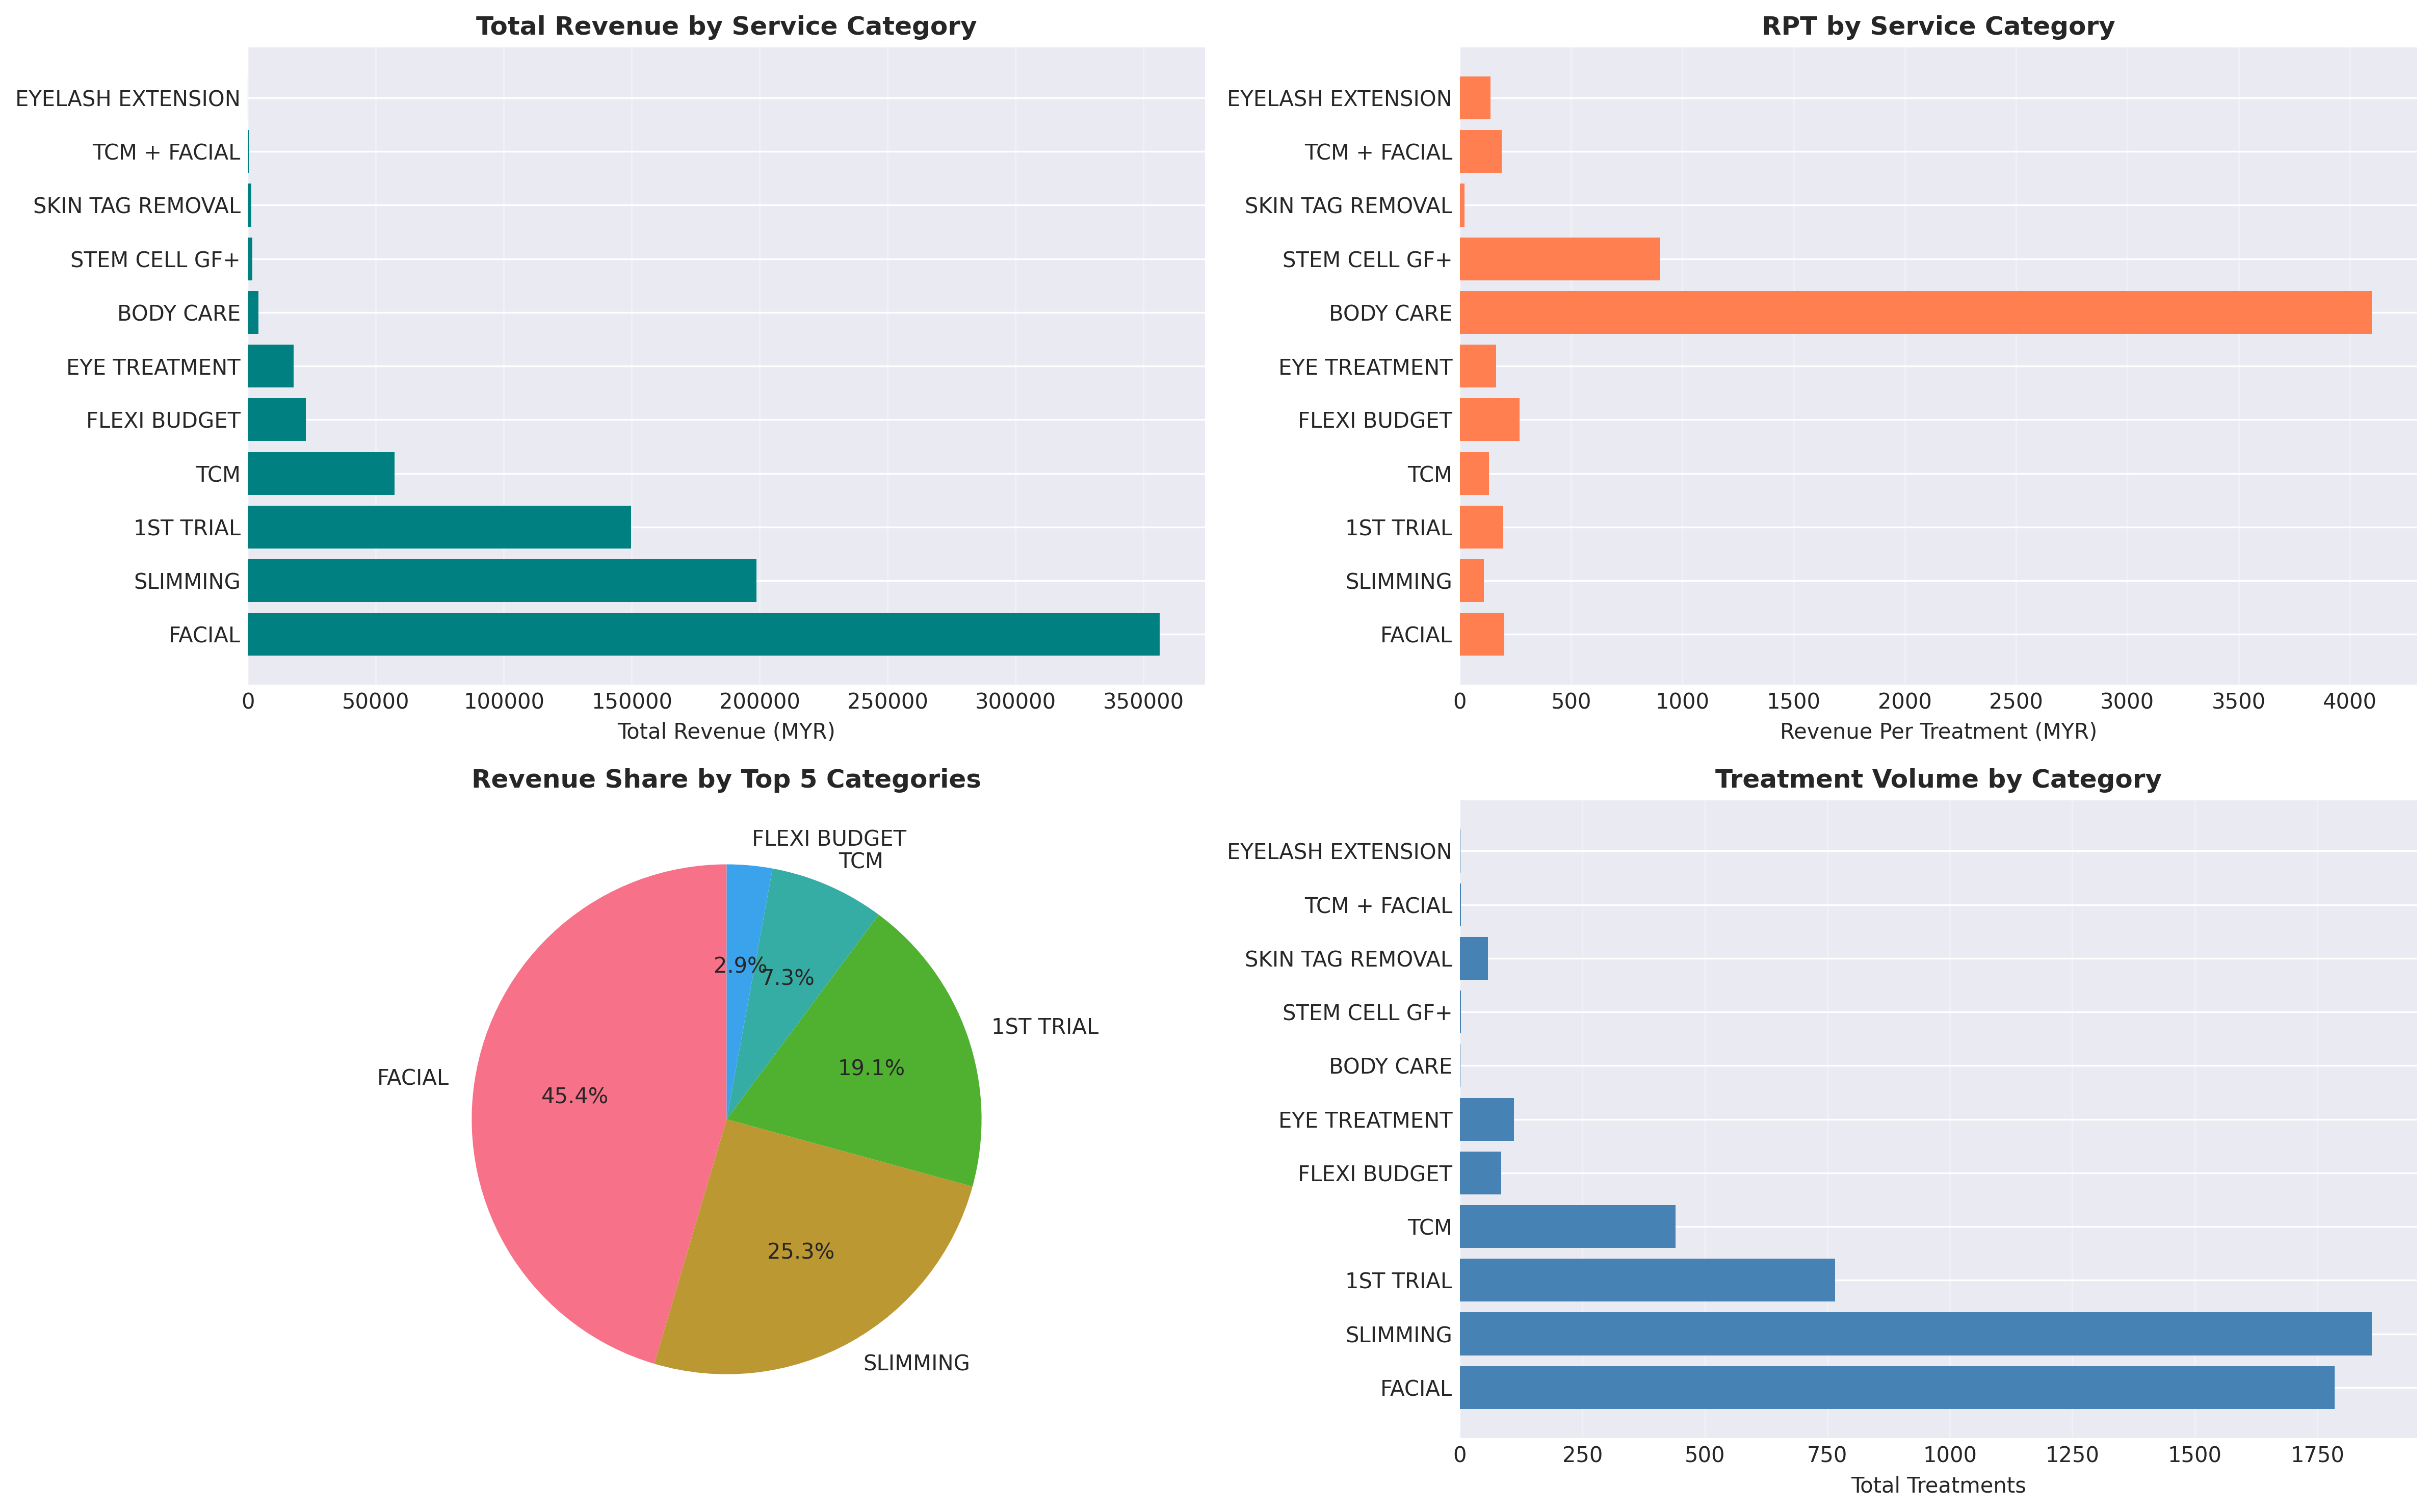 Total Revenue by Service Category
EYELASH EXTENSION
TCM + FACIAL
SKIN TAG REMOVAL
STEM CELL GF+
BODY CARE
EYE TREATMENT
FLEXI BUDGET
TCM
1ST TRIAL
SLIMMING
FACIAL
0 50000 100000 150000 200000 250000 300000 350000
Total Revenue (MYR)
RPT by Service Category
EYELASH EXTENSION
TCM + FACIAL
SKIN TAG REMOVAL
STEM CELL GF+
BODY CARE
EYE TREATMENT
FLEXI BUDGET
TCM
1ST TRIAL
SLIMMING
FACIAL
0 500 1000 1500 2000 2500 3000 3500 4000
Revenue Per Treatment (MYR)
Revenue Share by Top 5 Categories
FLEXI BUDGET
TCM
2.9%
7.3%
1ST TRIAL
19.1%
FACIAL
45.4%
25.3%
SLIMMING
Treatment Volume by Category
EYELASH EXTENSION
TCM + FACIAL
SKIN TAG REMOVAL
STEM CELL GF+
BODY CARE
EYE TREATMENT
FLEXI BUDGET
TCM
1ST TRIAL
SLIMMING
FACIAL
0 250 500 750 1000 1250 1500 1750
Total Treatments